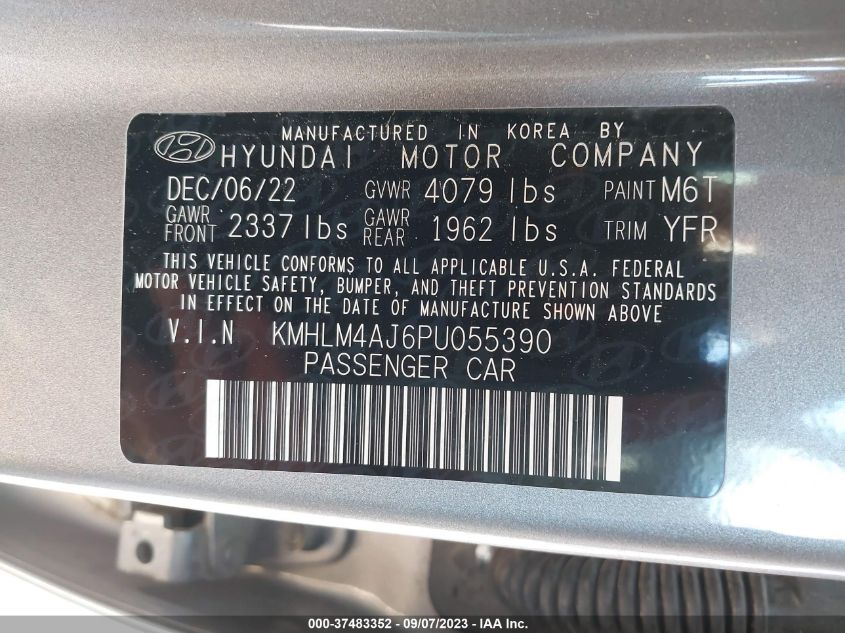 MANUFACTURED IN KOREA BY
HYUNDAI MOTOR COMPANY
DEC/06/22 GVWR 4079 lbs PAINT M6T
GAWR FRONT 2337 lbs GAWR REAR 1962 lbs TRIM YFR
THIS VEHICLE CONFORMS TO ALL APPLICABLE U.S.A. FEDERAL
MOTOR VEHICLE SAFETY, BUMPER, AND THEFT PREVENTION STANDARDS
IN EFFECT ON THE DATE OF MANUFACTURE SHOWN ABOVE
V.I.N KMHLM4AJ6PU055390
PASSENGER CAR
000-37483352 - 09/07/2023 - IAA Inc.